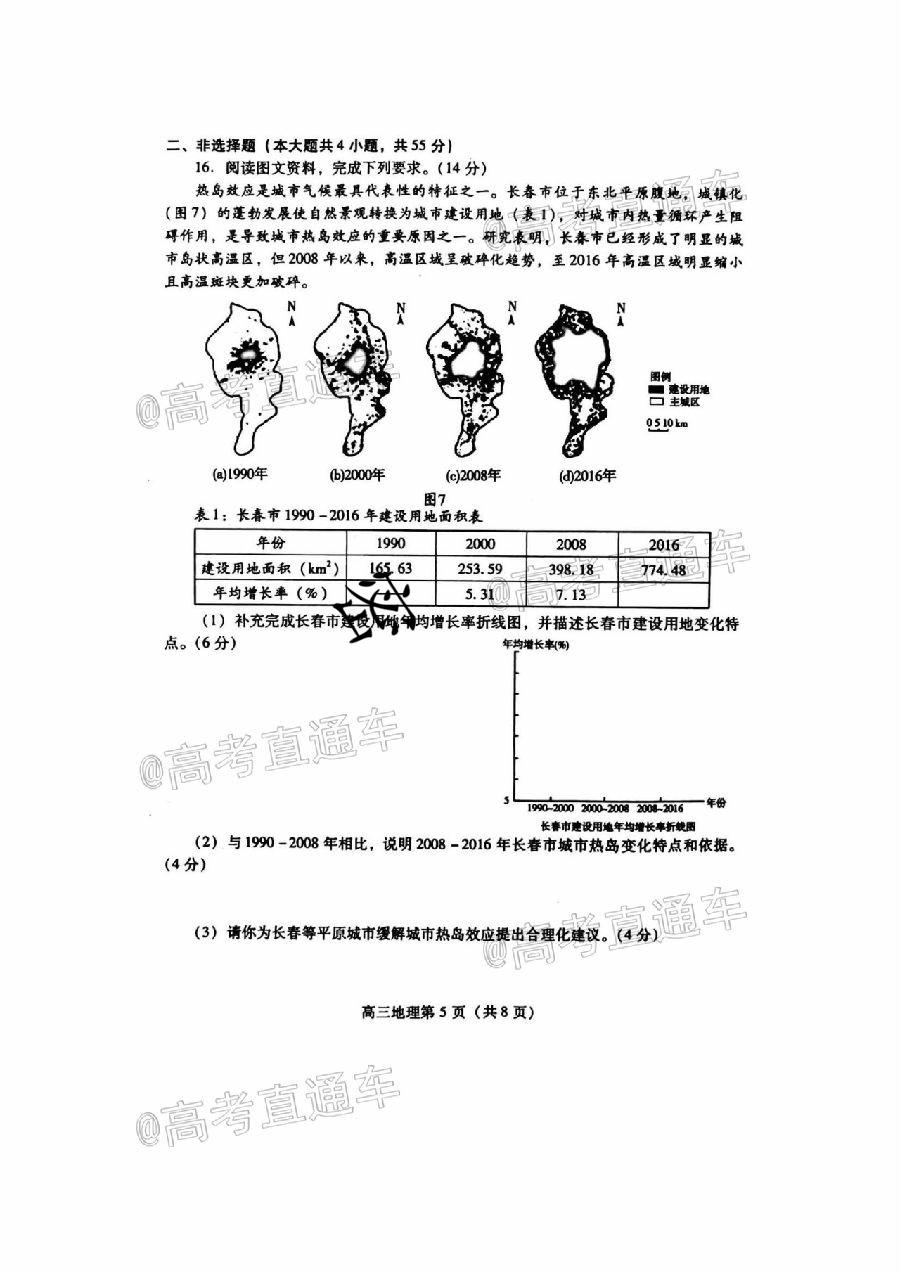 二、非选择题（本大题共4小题，共55分）
16．阅读图文资料，完成下列要求。（14分）
热岛效应是城市气候最具代表性的特征之一。长春市位于东北平原腹地，城镇化
（图7）的蓬勃发展使自然景观转换为城市建设用地（表1），对城市内热量循环产生阻
碍作用，是导致城市热岛效应的重要原因之一。研究表明，长春市已经形成了明显的城
市岛状高温区，但2008年以来，高温区域呈破碎化趋势，至2016年高温区域明显缩小
且高温斑块更加破碎。
N N N N
图例
建设用地
主城区
0 5 10 km
(a)1990年 (b)2000年 (c)2008年 (d)2016年
图7
表1：长春市1990－2016年建设用地面积表
年份 1990 2000 2008 2016
建设用地面积（km²） 165.63 253.59 398.18 774.48
年均增长率（%） 5.31 7.13
（1）补充完成长春市建设用地年均增长率折线图，并描述长春市建设用地变化特
点。（6分）
年均增长率(%)
5
1990–2000 2000–2008 2008–2016 年份
长春市建设用地年均增长率折线图
（2）与1990－2008年相比，说明2008－2016年长春市城市热岛变化特点和依据。
（4分）
（3）请你为长春等平原城市缓解城市热岛效应提出合理化建议。（4分）
高三地理第5页（共8页）
@高考直通车
@高考直通车
@高考直通车
@高考直通车
@高考直通车
@高考直通车